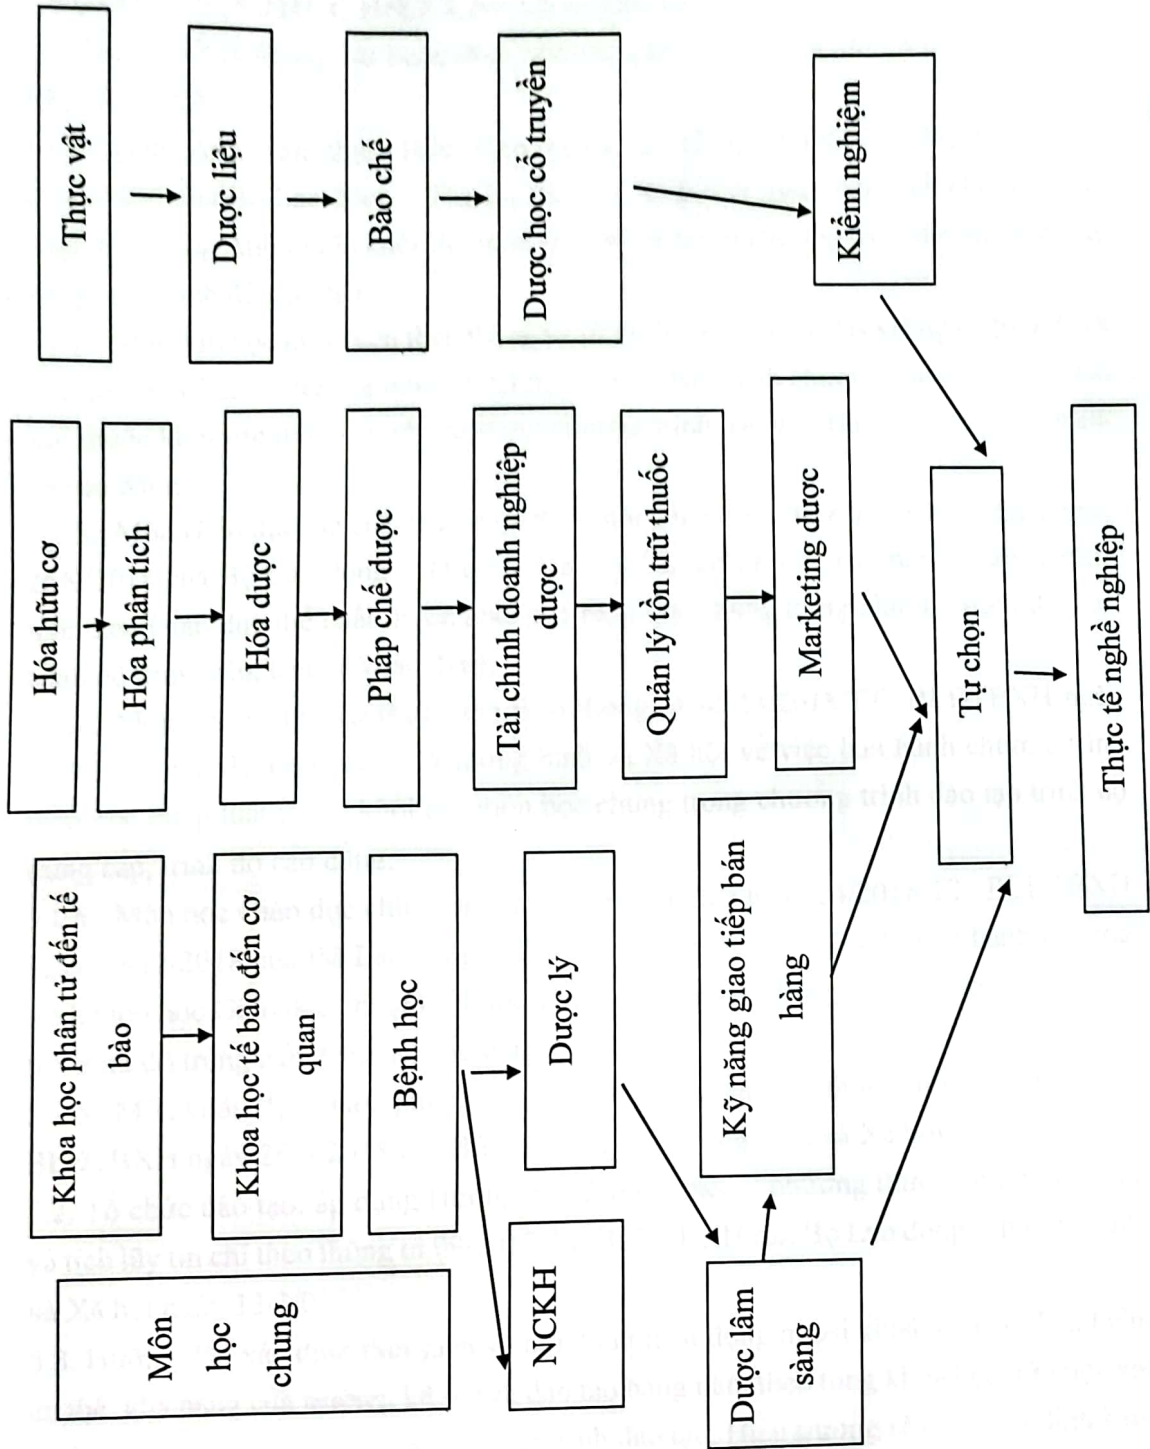 Môn
học
chung
Khoa học phân tử đến tế
bào
Khoa học tế bào đến cơ
quan
Bệnh học
NCKH
Dược lý
Dược lâm
sàng
Kỹ năng giao tiếp bán
hàng
Hóa hữu cơ
Hóa phân tích
Hóa dược
Pháp chế dược
Tài chính doanh nghiệp
dược
Quản lý tồn trữ thuốc
Marketing dược
Thực vật
Dược liệu
Bào chế
Dược học cổ truyền
Kiểm nghiệm
Tự chọn
Thực tế nghề nghiệp